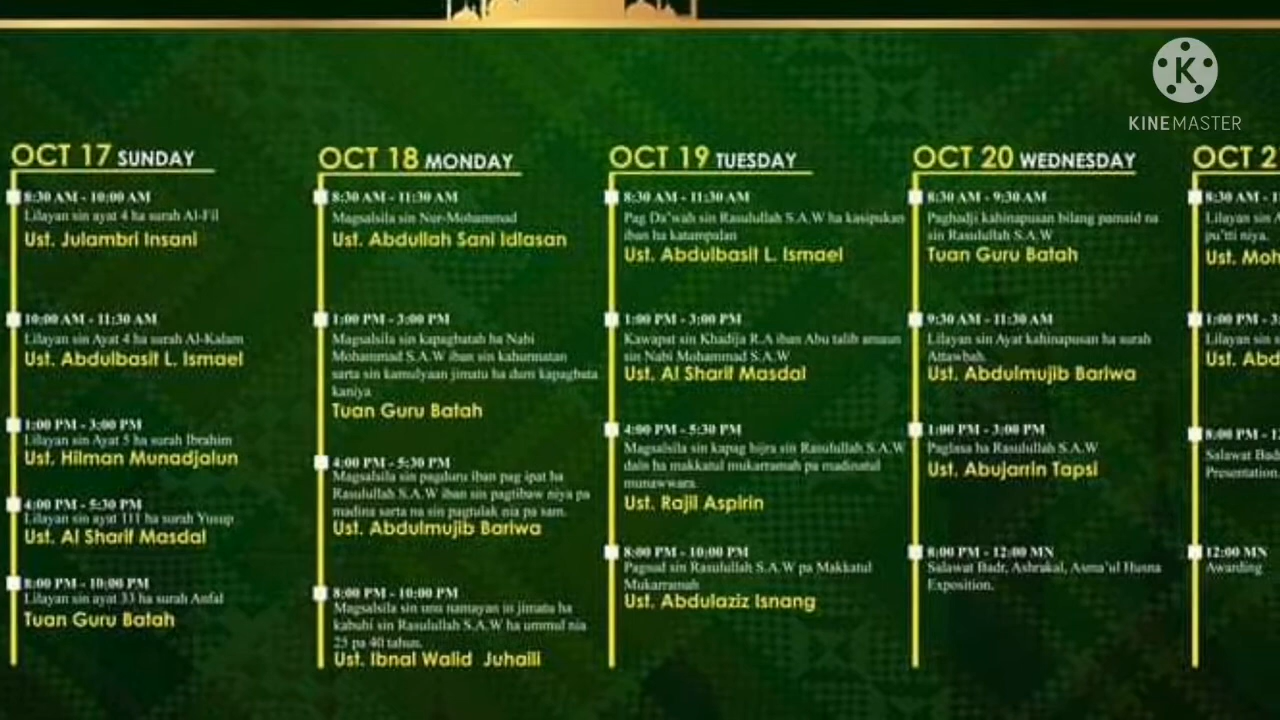 KINEMASTER
OCT 17 SUNDAY
8:30 AM - 10:00 AM
Lilayan sin ayat 4 ha surah Al-Fil
Ust. Julambri Insani
10:00 AM - 11:30 AM
Lilayan sin Ayat 4 ha surah Al-Kalam
Ust. Abdulbasit L. Ismael
1:00 PM - 3:00 PM
Lilayan sin Ayat 5 ha surah Ibrahim
Ust. Hilman Munadjalun
4:00 PM - 5:30 PM
Lilayan sin ayat 111 ha surah Yusup
Ust. Al Sharif Masdal
8:00 PM - 10:00 PM
Lilayan sin ayat 33 ha surah Anfal
Tuan Guru Batah
OCT 18 MONDAY
8:30 AM - 11:30 AM
Magsalsila sin Nur-Mohammad
Ust. Abdullah Sani Idlasan
1:00 PM - 3:00 PM
Magsalsila sin kapagbatah ha Nabi
Mohammad S.A.W iban sin kahurmatan
sarta sin kamulyaan jimatu ha dum kapagbata
kaniya.
Tuan Guru Batah
4:00 PM - 5:30 PM
Magsalsila sin paguduru iban pag ipat ha
Rasulullah S.A.W iban sin pagtibaw niya pa
madina sarta na sin pagtulak nia pa sam.
Ust. Abdulmujib Bariwa
8:00 PM - 10:00 PM
Magsalsila sin unu namayan in jimatu ha
kabuhi sin Rasulullah S.A.W ha ummul nia
25 pa 40 tahun.
Ust. Ibnal Walid Juhaili
OCT 19 TUESDAY
8:30 AM - 11:30 AM
Pag Da'wah sin Rasulullah S.A.W ha kasipukan
iban ha katampalan
Ust. Abdulbasit L. Ismael
1:00 PM - 3:00 PM
Kawapat sin Khadija R.A iban Abu talib amaun
sin Nabi Mohammad S.A.W
Ust. Al Sharif Masdal
4:00 PM - 5:30 PM
Magsalsila sin kapag hijra sin Rasulullah S.A.W
dain ha makkatul mukarramah pa madinatul
munawwara.
Ust. Rajil Aspirin
8:00 PM - 10:00 PM
Pagsud sin Rasulullah S.A.W pa Makkatul
Mukarramah
Ust. Abdulaziz Isnang
OCT 20 WEDNESDAY
8:30 AM - 9:30 AM
Paghadji kahinapusan bilang pamaid na
sin Rasulullah S.A.W
Tuan Guru Batah
9:30 AM - 11:30 AM
Lilayan sin Ayat kahinapusan ha surah
Attawbah.
Ust. Abdulmujib Bariwa
1:00 PM - 3:00 PM
Paglasa ha Rasulullah S.A.W
Ust. Abujarrin Tapsi
8:00 PM - 12:00 MN
Salawat Badr, Ashrakal, Asma'ul Husna
Exposition.
OCT 2
8:30 AM - 1
Lilayan sin
pu'tti niya.
Ust. Moh
1:00 PM - 3
Lilayan sin
Ust. Abd
8:00 PM - 1
Salawat Bad
Presentation.
12:00 MN
Awarding